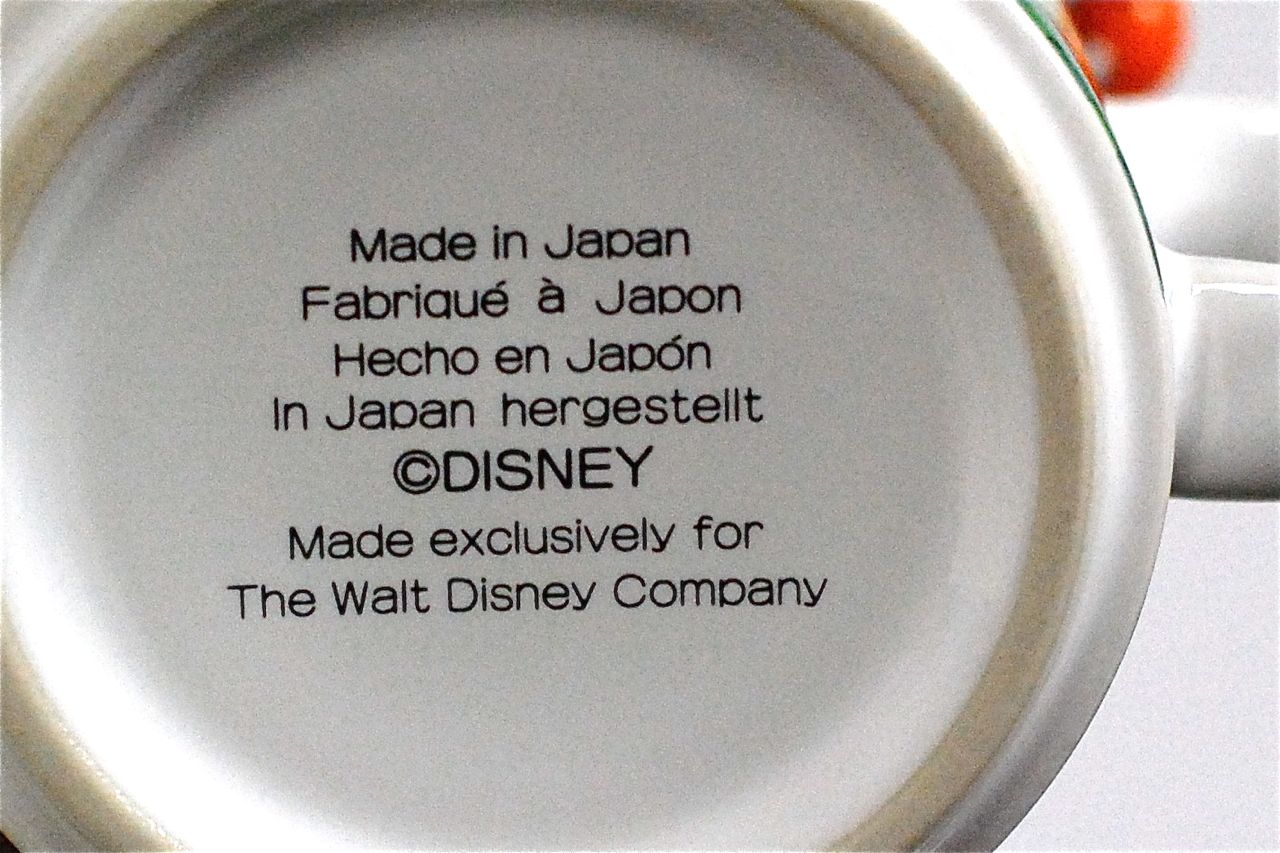 Made in Japan
Fabriqué à Japon
Hecho en Japón
In Japan hergestellt
©DISNEY
Made exclusively for
The Walt Disney Company